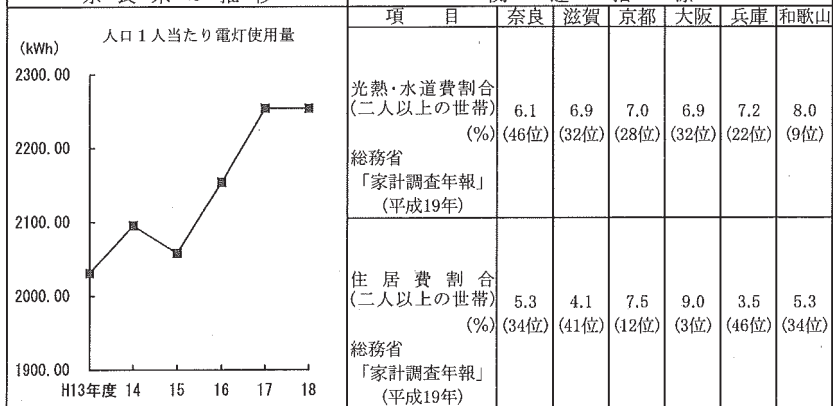 項 目 奈良 滋賀 京都 大阪 兵庫 和歌山
人口1人当たり電灯使用量
(kWh)
2300.00
2200.00
2100.00
2000.00
1900.00
H13年度 14 15 16 17 18
光熱・水道費割合
(二人以上の世帯) 6.1 6.9 7.0 6.9 7.2 8.0
(%) (46位) (32位) (28位) (32位) (22位) (9位)
総務省
「家計調査年報」
(平成19年)
住居費割合
(二人以上の世帯) 5.3 4.1 7.5 9.0 3.5 5.3
(%) (34位) (41位) (12位) (3位) (46位) (34位)
総務省
「家計調査年報」
(平成19年)